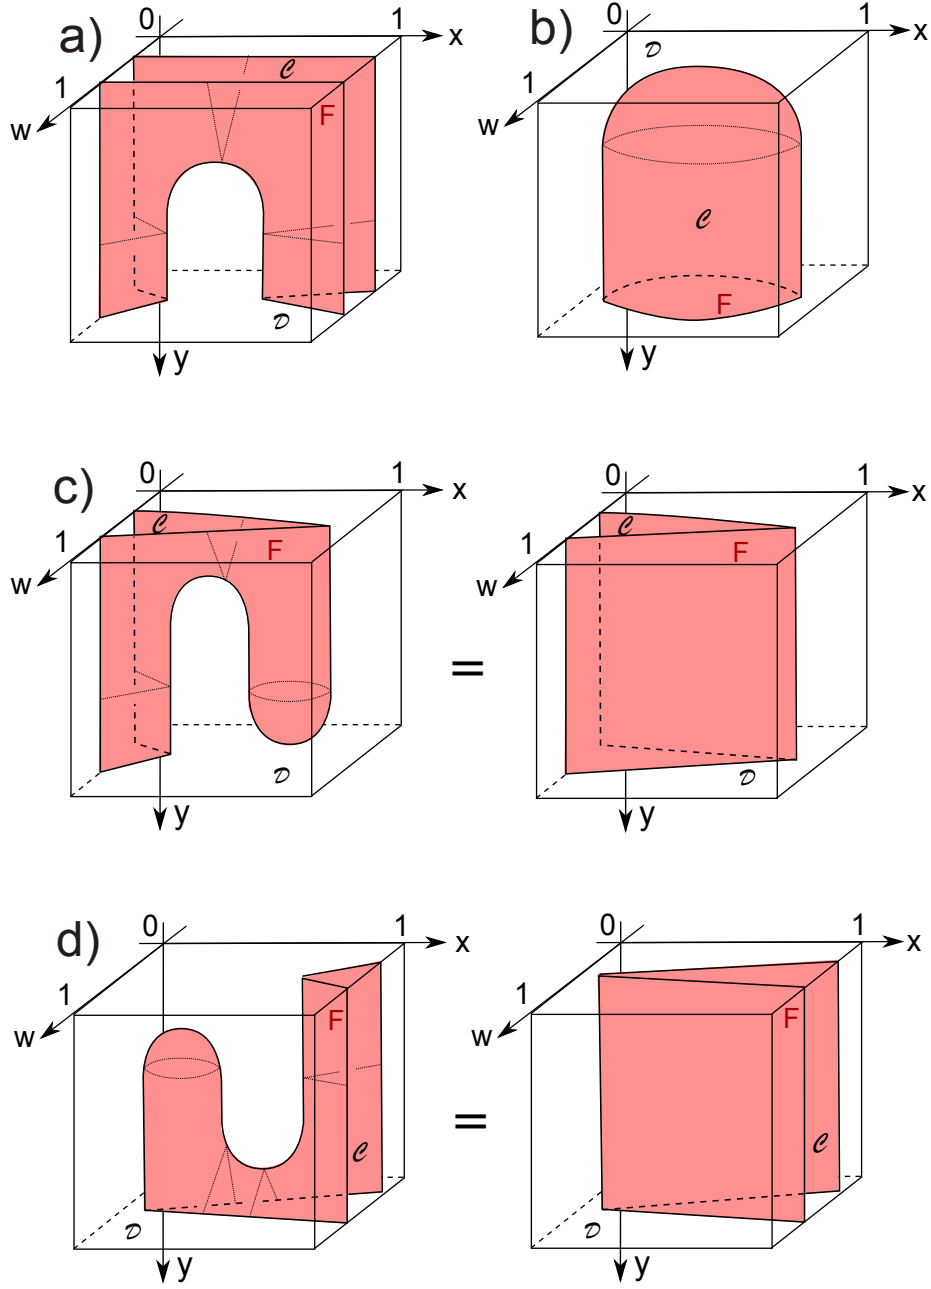 a)
0
1
x
1
w
𝒞
F
𝒟
y
b)
0
1
x
1
w
𝒟
𝒞
F
y
c)
0
1
x
1
w
𝒞
F
𝒟
y
=
0
1
x
1
w
𝒞
F
𝒟
y
d)
0
1
x
1
w
F
𝒞
𝒟
y
=
0
1
x
1
w
F
𝒞
𝒟
y